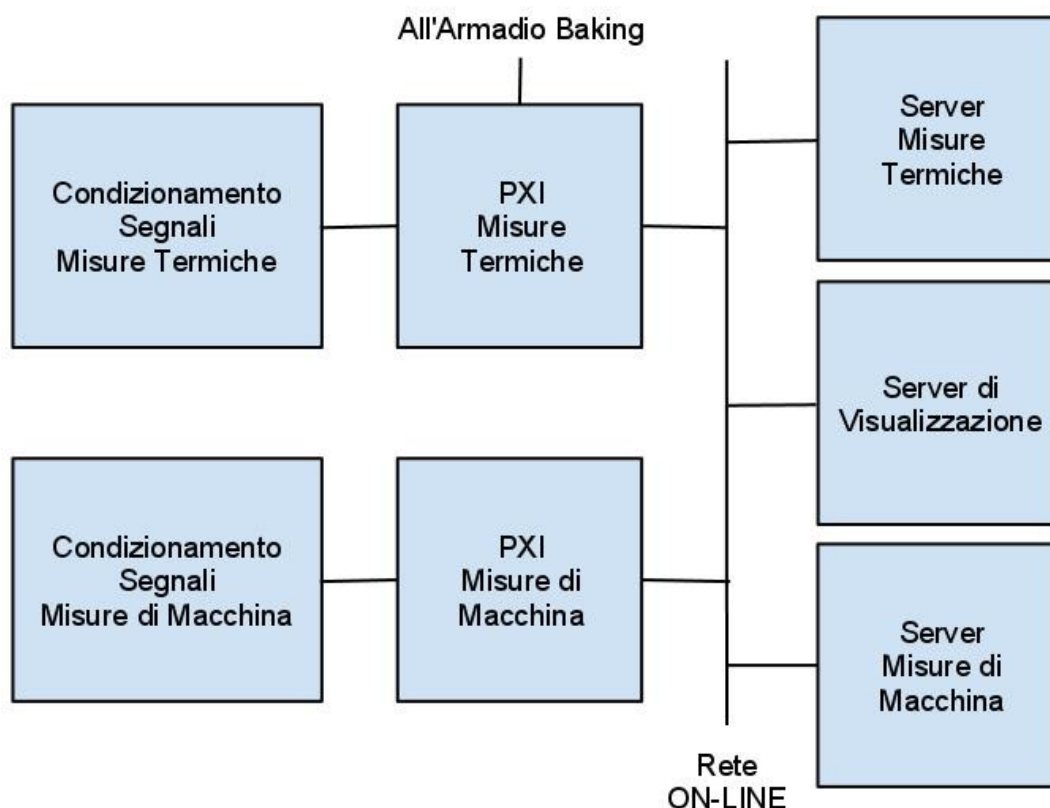 All'Armadio Baking
Condizionamento
Segnali
Misure Termiche
PXI
Misure
Termiche
Server
Misure
Termiche
Server di
Visualizzazione
Condizionamento
Segnali
Misure di Macchina
PXI
Misure di
Macchina
Server
Misure di
Macchina
Rete
ON-LINE